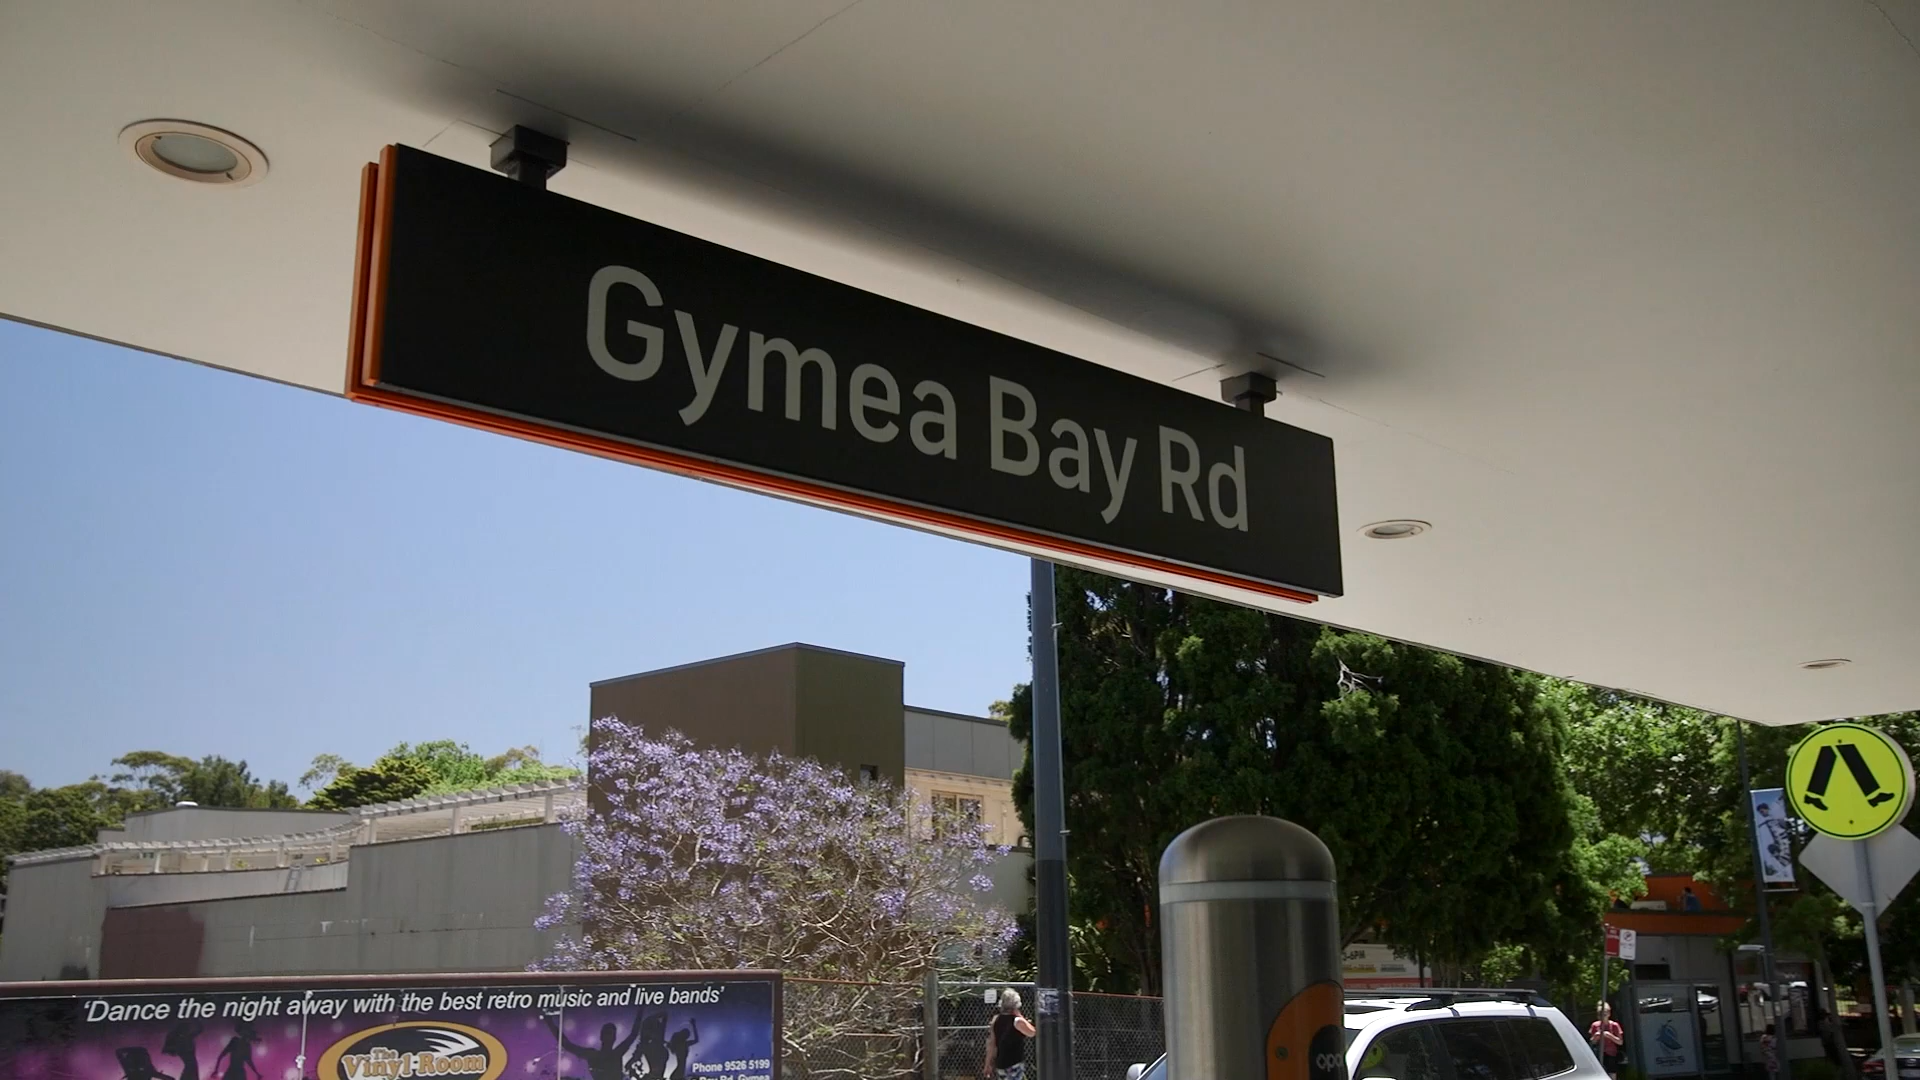 Gymea Bay Rd
'Dance the night away with the best retro music and live bands'
The
Vinyl Room
Phone 9526 5199
Bay Rd, Gymea
opal